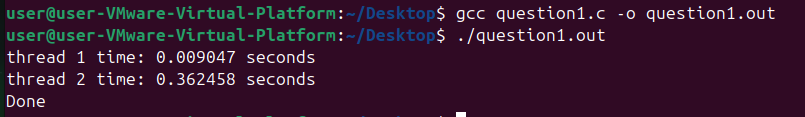 user@user-VMware-Virtual-Platform:~/Desktop$ gcc question1.c -o question1.out
user@user-VMware-Virtual-Platform:~/Desktop$ ./question1.out
thread 1 time: 0.009047 seconds
thread 2 time: 0.362458 seconds
Done